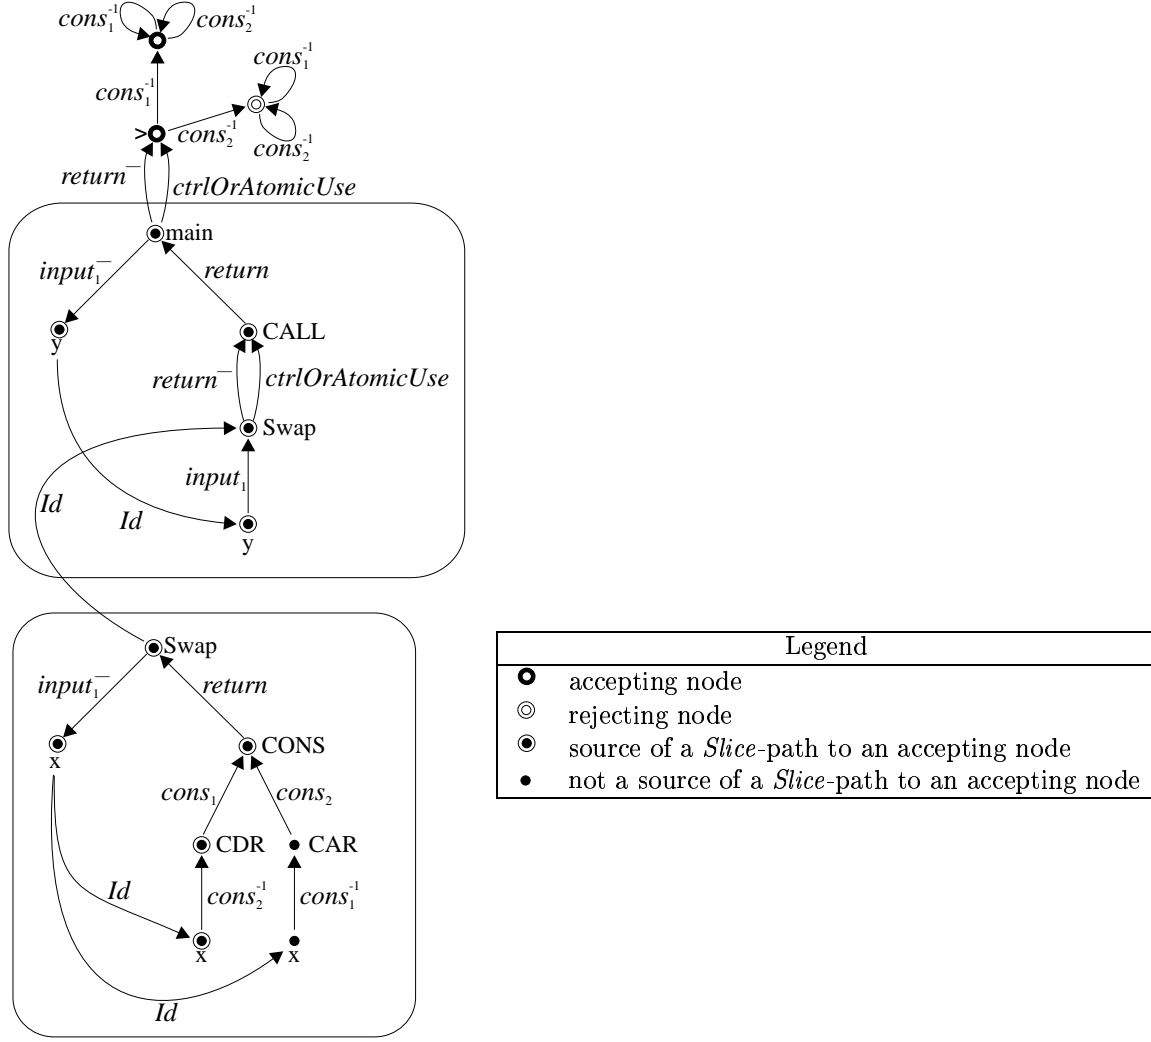 cons₁⁻¹ cons₂⁻¹
cons₁⁻¹
cons₁⁻¹
> cons₂⁻¹
cons₂⁻¹
return⁻ ctrlOrAtomicUse
main
input₁⁻ return
y CALL
return⁻ ctrlOrAtomicUse
Swap
input₁
Id Id
y
Swap
input₁⁻ return
x CONS
cons₁ cons₂
CDR CAR
Id cons₂⁻¹ cons₁⁻¹
x x
Id
Legend
accepting node
rejecting node
source of a Slice-path to an accepting node
not a source of a Slice-path to an accepting node